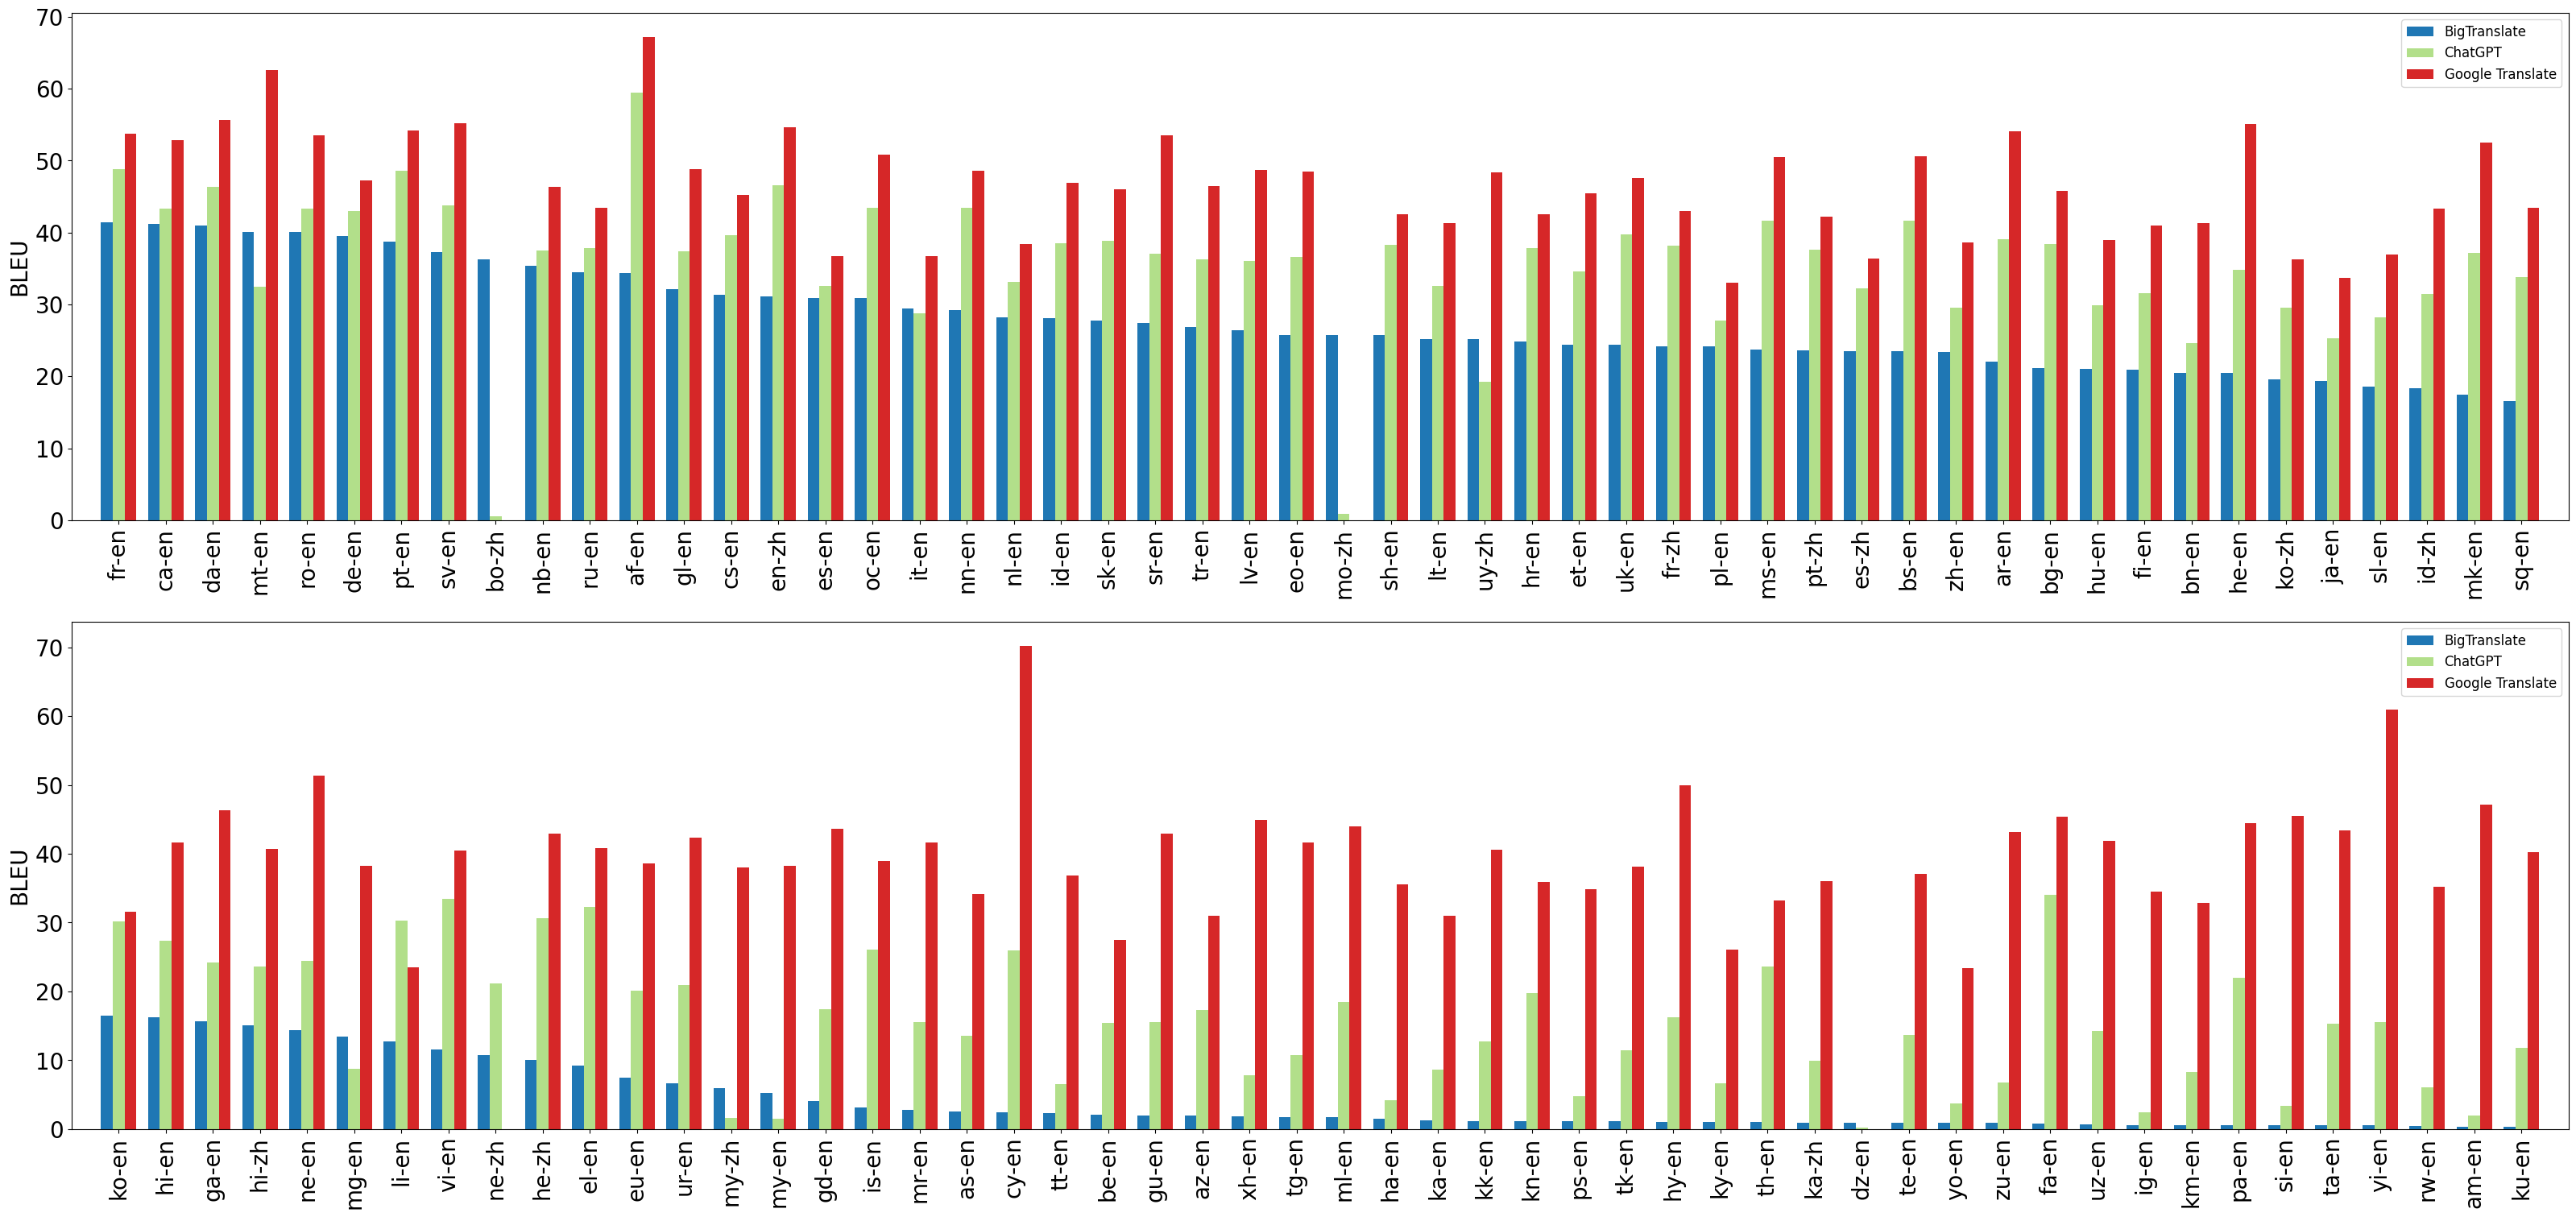 BLEU
70
60
50
40
30
20
10
0
BigTranslate
ChatGPT
Google Translate
fr-en ca-en da-en mt-en ro-en de-en pt-en sv-en bo-zh nb-en ru-en af-en gl-en cs-en en-zh es-en oc-en it-en nn-en nl-en id-en sk-en sr-en tr-en lv-en eo-en mo-zh sh-en lt-en uy-zh hr-en et-en uk-en fr-zh pl-en ms-en pt-zh es-zh bs-en zh-en ar-en bg-en hu-en fi-en bn-en he-en ko-zh ja-en sl-en id-zh mk-en sq-en
BLEU
70
60
50
40
30
20
10
0
BigTranslate
ChatGPT
Google Translate
ko-en hi-en ga-en hi-zh ne-en mg-en li-en vi-en ne-zh he-zh el-en eu-en ur-en my-zh my-en gd-en is-en mr-en as-en cy-en tt-en be-en gu-en az-en xh-en tg-en ml-en ha-en ka-en kk-en kn-en ps-en tk-en hy-en ky-en th-en ka-zh dz-en te-en yo-en zu-en fa-en uz-en ig-en km-en pa-en si-en ta-en yi-en rw-en am-en ku-en